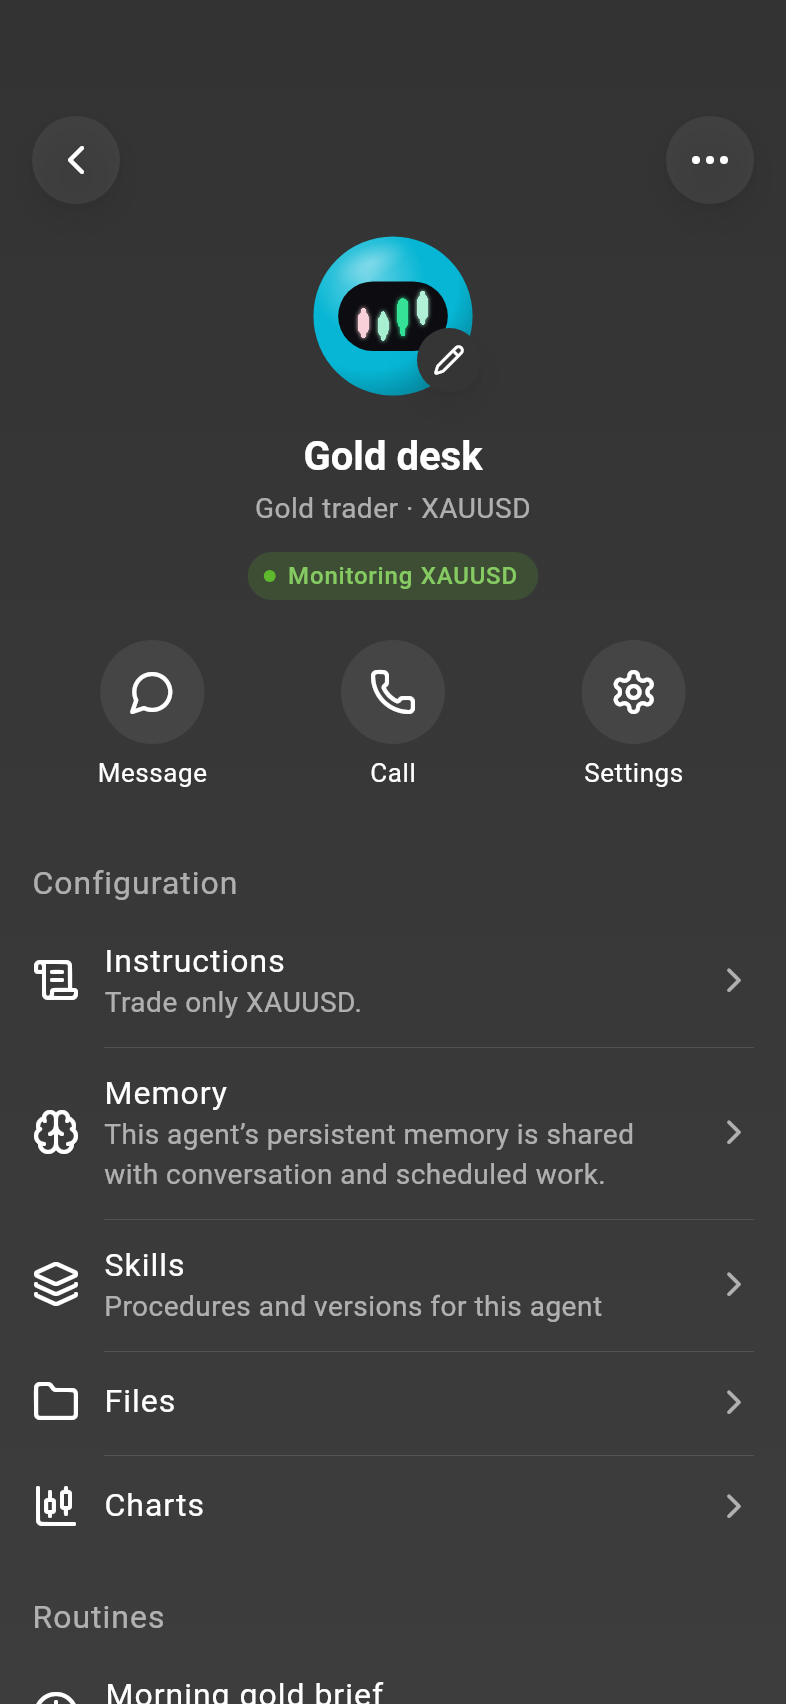 Gold desk
Gold trader · XAUUSD
Monitoring XAUUSD
Message
Call
Settings
Configuration
Instructions
Trade only XAUUSD.
Memory
This agent’s persistent memory is shared
with conversation and scheduled work.
Skills
Procedures and versions for this agent
Files
Charts
Routines
Morning gold brief